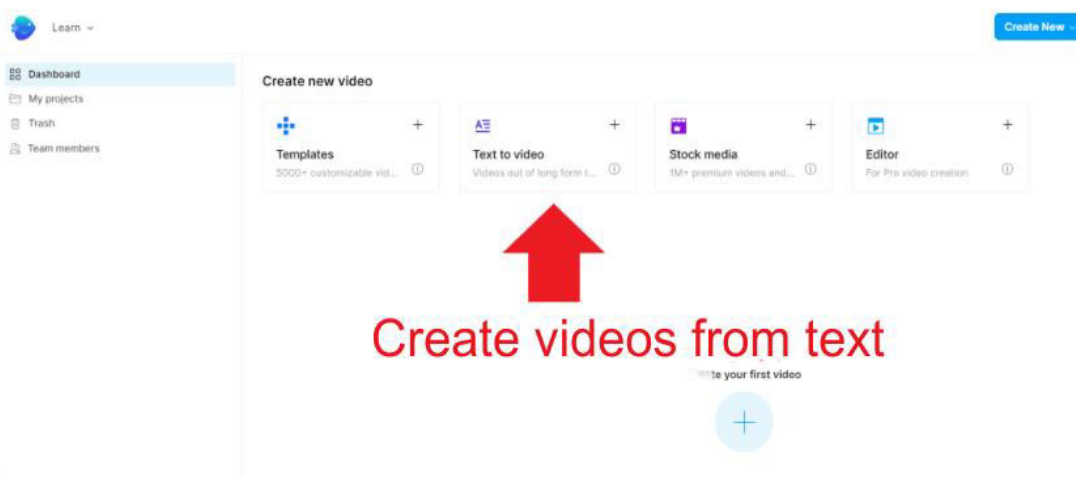 Learn
Create New
Dashboard
My projects
Trash
Team members
Create new video
Templates
5000+ customizable vid...
Text to video
Videos out of long form t...
Stock media
1M+ premium videos and...
Editor
For Pro video creation
Create videos from text
your first video